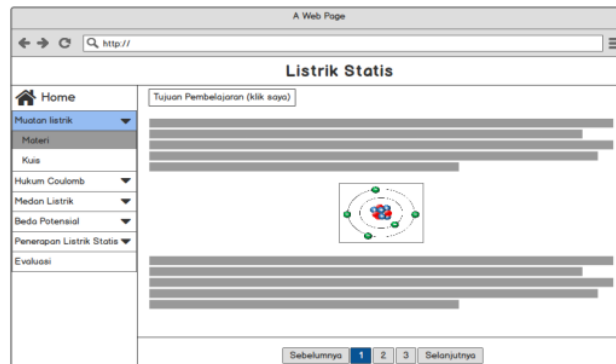 A Web Page
http://
Listrik Statis
Home
Tujuan Pembelajaran (klik saya)
Muatan listrik
Materi
Kuis
Hukum Coulomb
Medan Listrik
Beda Potensial
Penerapan Listrik Statis
Evaluasi
Sebelumnya 1 2 3 Selanjutnya